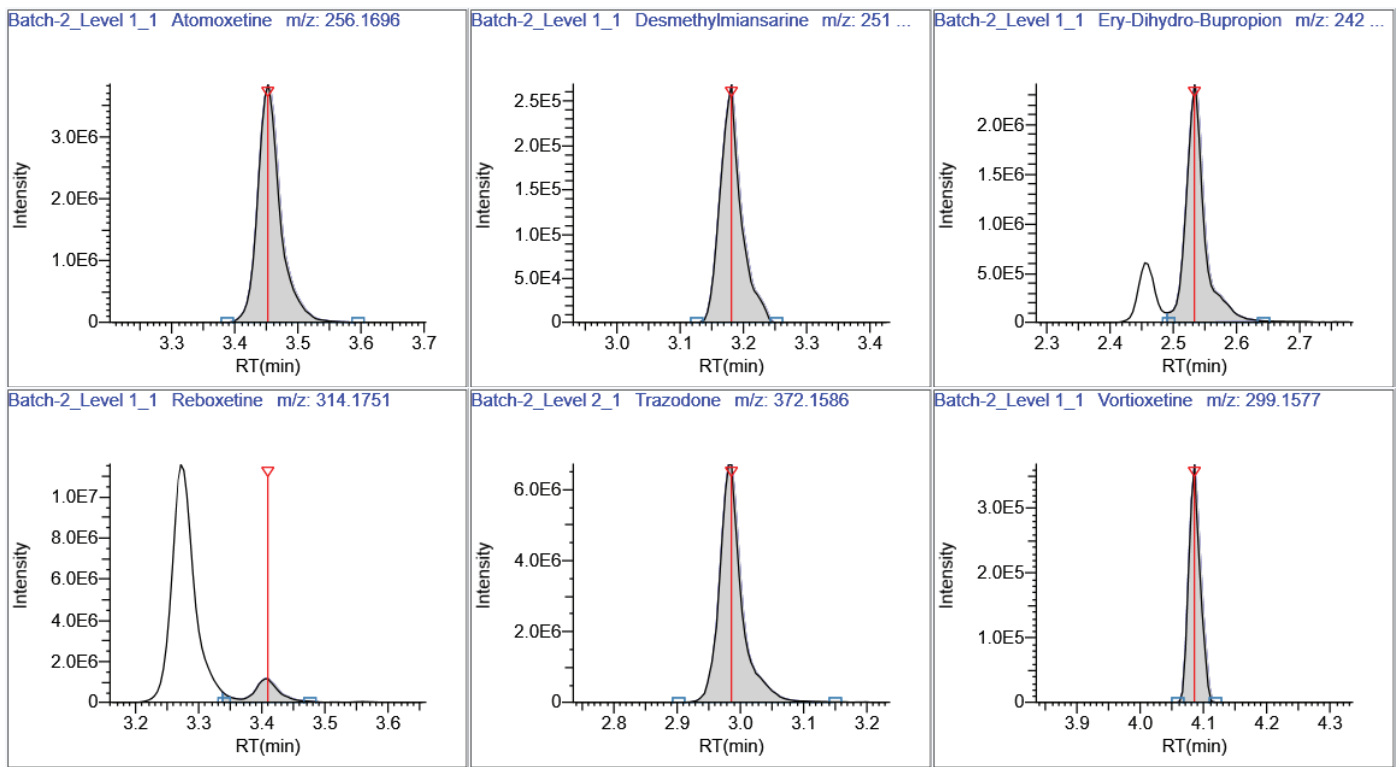 Batch-2_Level 1_1 Atomoxetine m/z: 256.1696
Intensity
3.0E6
2.0E6
1.0E6
0
3.3 3.4 3.5 3.6 3.7
RT(min)
Batch-2_Level 1_1 Desmethylmiansarine m/z: 251 ...
Intensity
2.5E5
2.0E5
1.5E5
1.0E5
5.0E4
0
3.0 3.1 3.2 3.3 3.4
RT(min)
Batch-2_Level 1_1 Ery-Dihydro-Bupropion m/z: 242 ...
Intensity
2.0E6
1.5E6
1.0E6
5.0E5
0
2.3 2.4 2.5 2.6 2.7
RT(min)
Batch-2_Level 1_1 Reboxetine m/z: 314.1751
Intensity
1.0E7
8.0E6
6.0E6
4.0E6
2.0E6
0
3.2 3.3 3.4 3.5 3.6
RT(min)
Batch-2_Level 2_1 Trazodone m/z: 372.1586
Intensity
6.0E6
4.0E6
2.0E6
0
2.8 2.9 3.0 3.1 3.2
RT(min)
Batch-2_Level 1_1 Vortioxetine m/z: 299.1577
Intensity
3.0E5
2.0E5
1.0E5
0
3.9 4.0 4.1 4.2 4.3
RT(min)